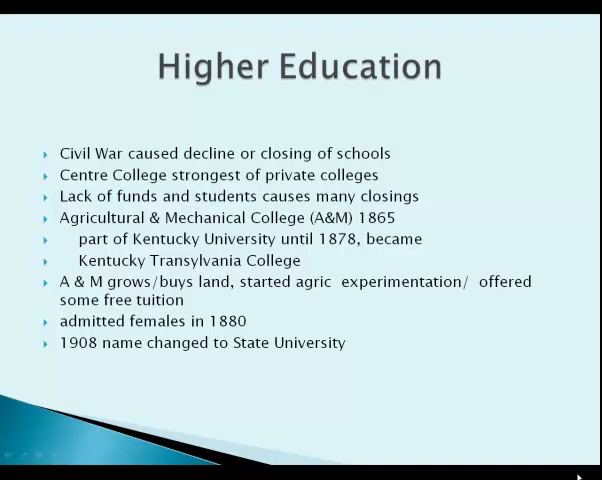 Higher Education
Civil War caused decline or closing of schools
Centre College strongest of private colleges
Lack of funds and students causes many closings
Agricultural & Mechanical College (A&M) 1865
part of Kentucky University until 1878, became
Kentucky Transylvania College
A & M grows/buys land, started agric experimentation/ offered
some free tuition
admitted females in 1880
1908 name changed to State University